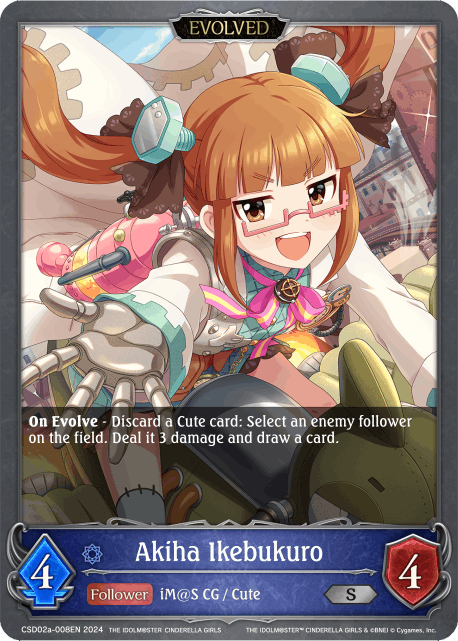 EVOLVED
On Evolve - Discard a Cute card: Select an enemy follower
on the field. Deal it 3 damage and draw a card.
Akiha Ikebukuro
4
4
Follower
iM@S CG / Cute
S
CSD02a-008EN 2024 THE IDOLM@STER CINDERELLA GIRLS THE IDOLM@STER™ CINDERELLA GIRLS & ©BNEI © Cygames, Inc.